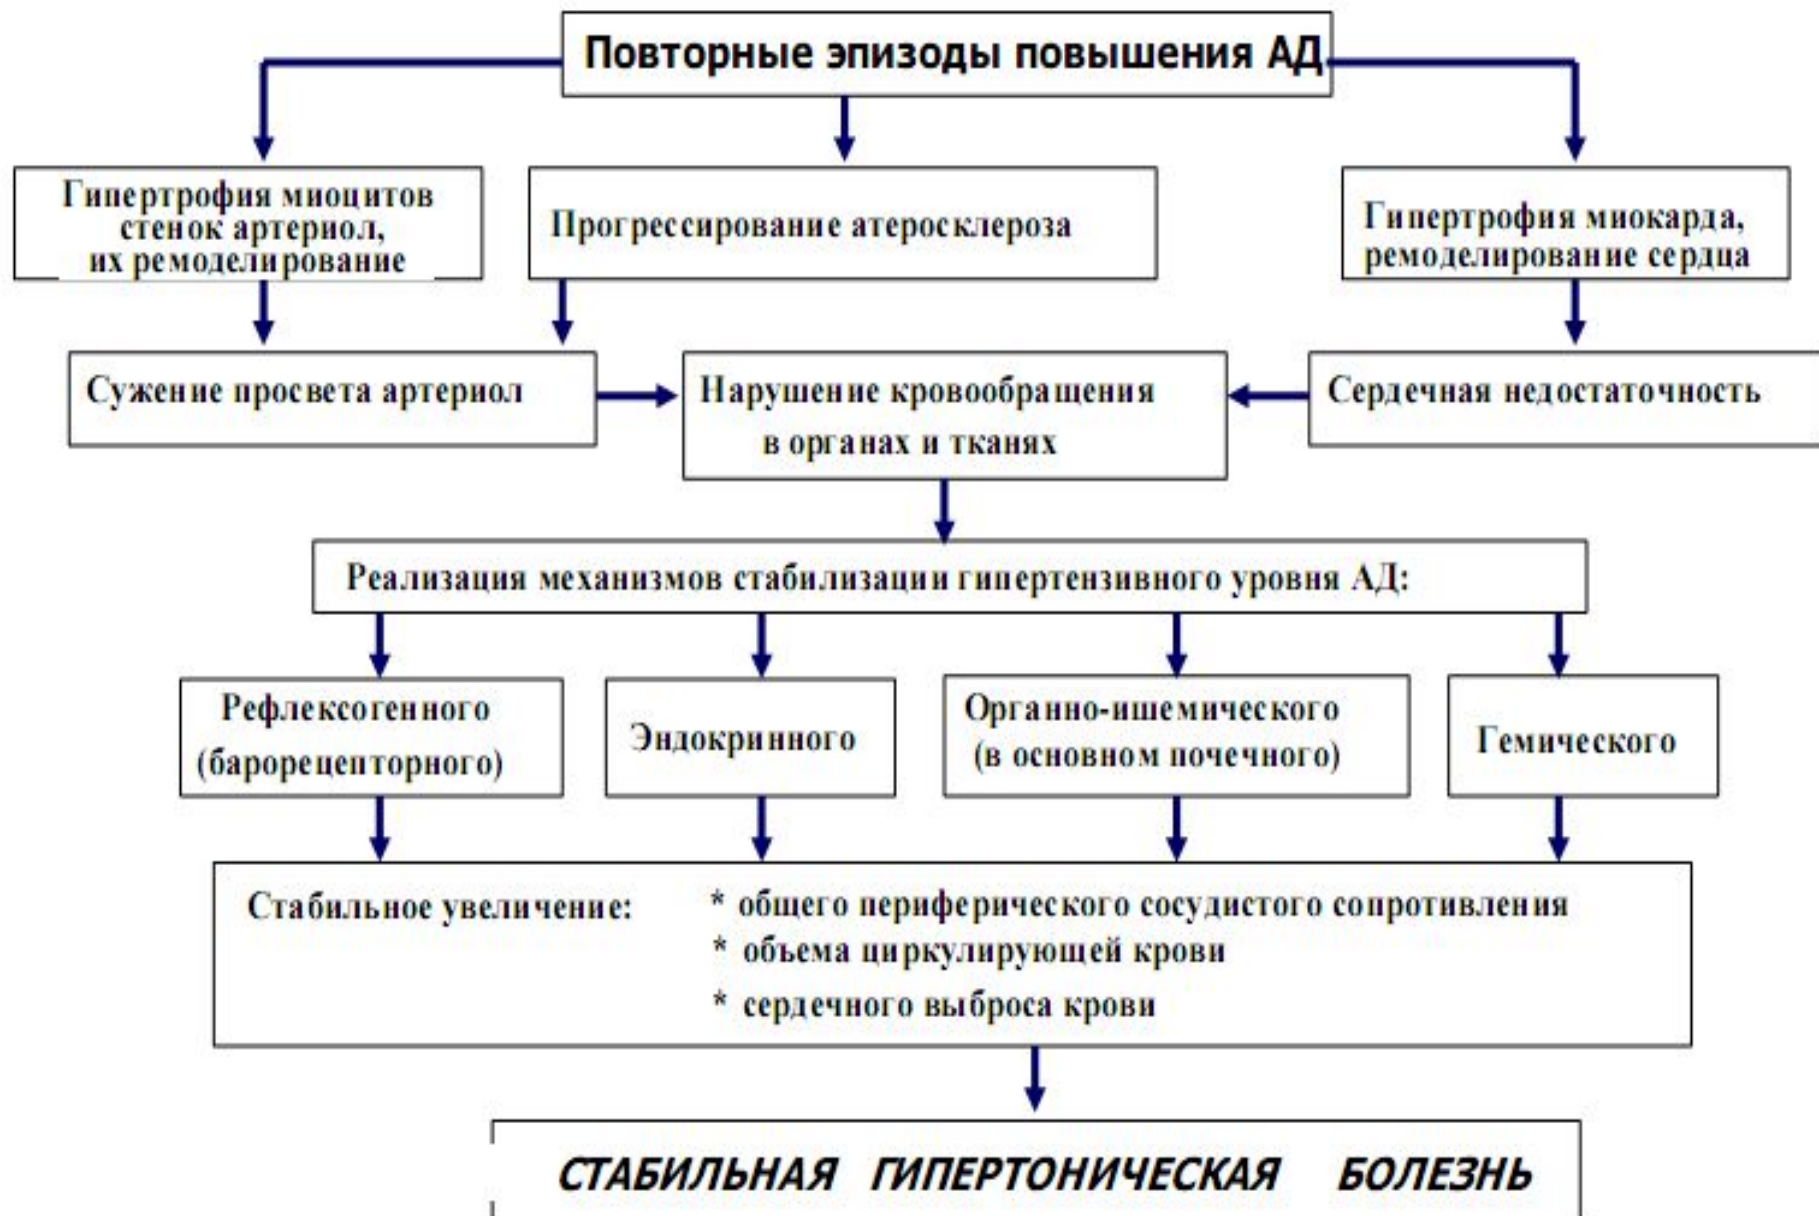 Повторные эпизоды повышения АД
Гипертрофия миоцитов
стенок артериол,
их ремоделирование
Прогрессирование атеросклероза
Гипертрофия миокарда,
ремоделирование сердца
Сужение просвета артериол
Нарушение кровообращения
в органах и тканях
Сердечная недостаточность
Реализация механизмов стабилизации гипертензивного уровня АД:
Рефлексогенного
(барорецепторного)
Эндокринного
Органно-ишемического
(в основном почечного)
Гемического
Стабильное увеличение: * общего периферического сосудистого сопротивления
* объема циркулирующей крови
* сердечного выброса крови
СТАБИЛЬНАЯ ГИПЕРТОНИЧЕСКАЯ БОЛЕЗНЬ